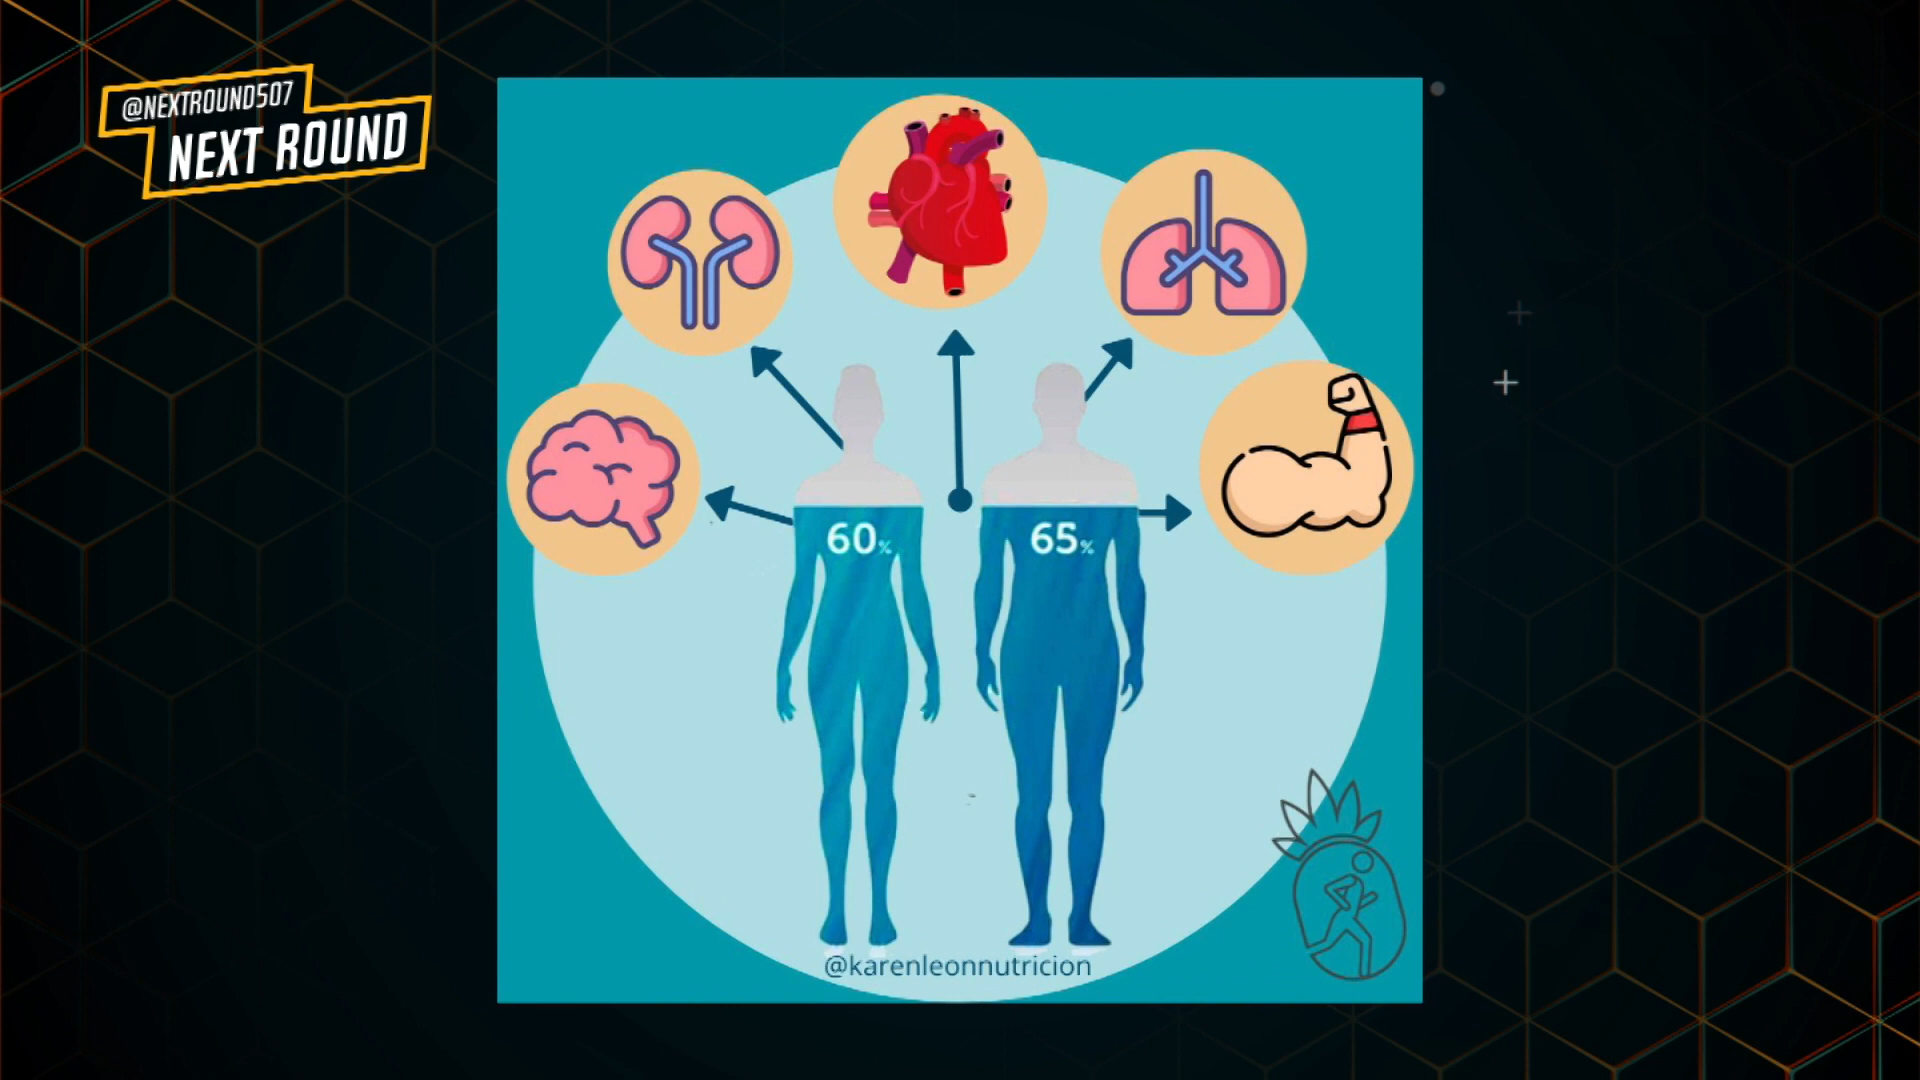 @NEXTROUND507
NEXT ROUND
60%
65%
@karenleonnutricion